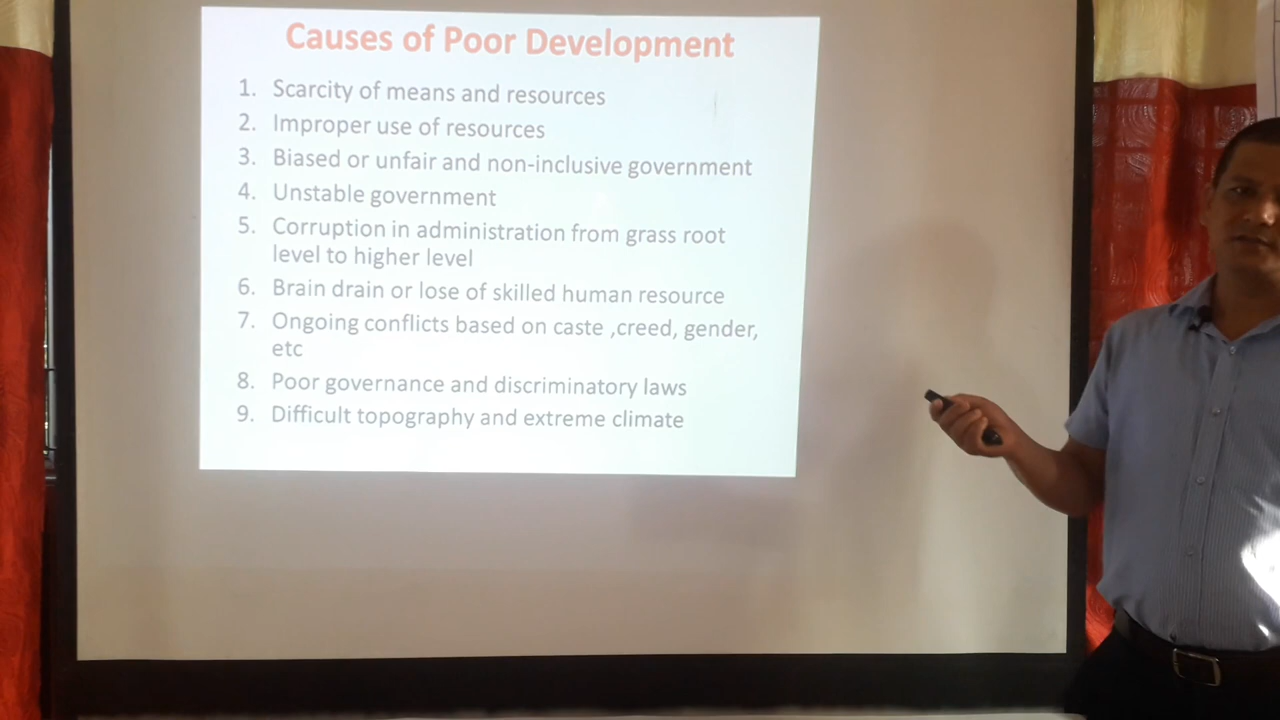 Causes of Poor Development
1. Scarcity of means and resources
2. Improper use of resources
3. Biased or unfair and non-inclusive government
4. Unstable government
5. Corruption in administration from grass root
level to higher level
6. Brain drain or lose of skilled human resource
7. Ongoing conflicts based on caste ,creed, gender,
etc
8. Poor governance and discriminatory laws
9. Difficult topography and extreme climate